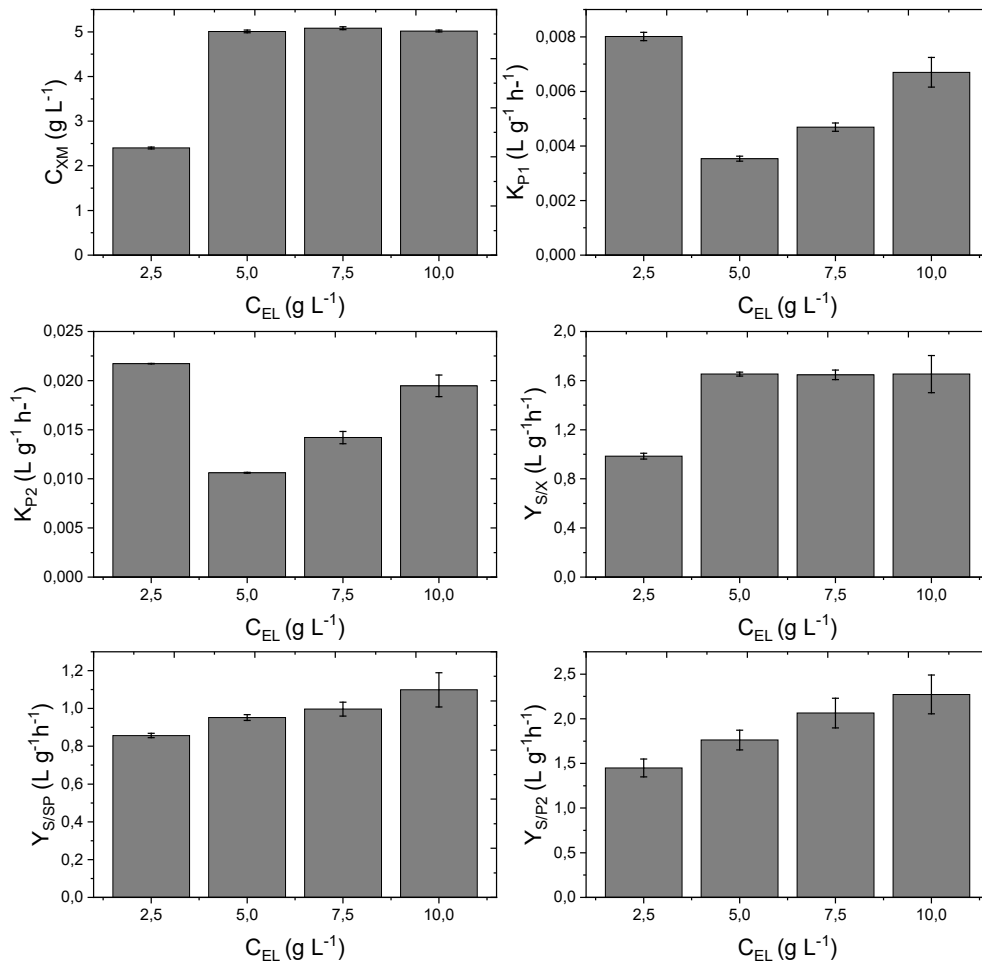 5
4
3
2
1
0
C_XM (g L⁻¹)
2,5 5,0 7,5 10,0
C_EL (g L⁻¹)
0,008
0,006
0,004
0,002
0,000
K_P1 (L g⁻¹ h-¹)
2,5 5,0 7,5 10,0
C_EL (g L⁻¹)
0,025
0,020
0,015
0,010
0,005
0,000
K_P2 (L g⁻¹ h-¹)
2,5 5,0 7,5 10,0
C_EL (g L⁻¹)
2,0
1,6
1,2
0,8
0,4
0,0
Y_S/X (L g⁻¹h⁻¹)
2,5 5,0 7,5 10,0
C_EL (g L⁻¹)
1,2
1,0
0,8
0,6
0,4
0,2
0,0
Y_S/SP (L g⁻¹h⁻¹)
2,5 5,0 7,5 10,0
C_EL (g L⁻¹)
2,5
2,0
1,5
1,0
0,5
0,0
Y_S/P2 (L g⁻¹h⁻¹)
2,5 5,0 7,5 10,0
C_EL (g L⁻¹)